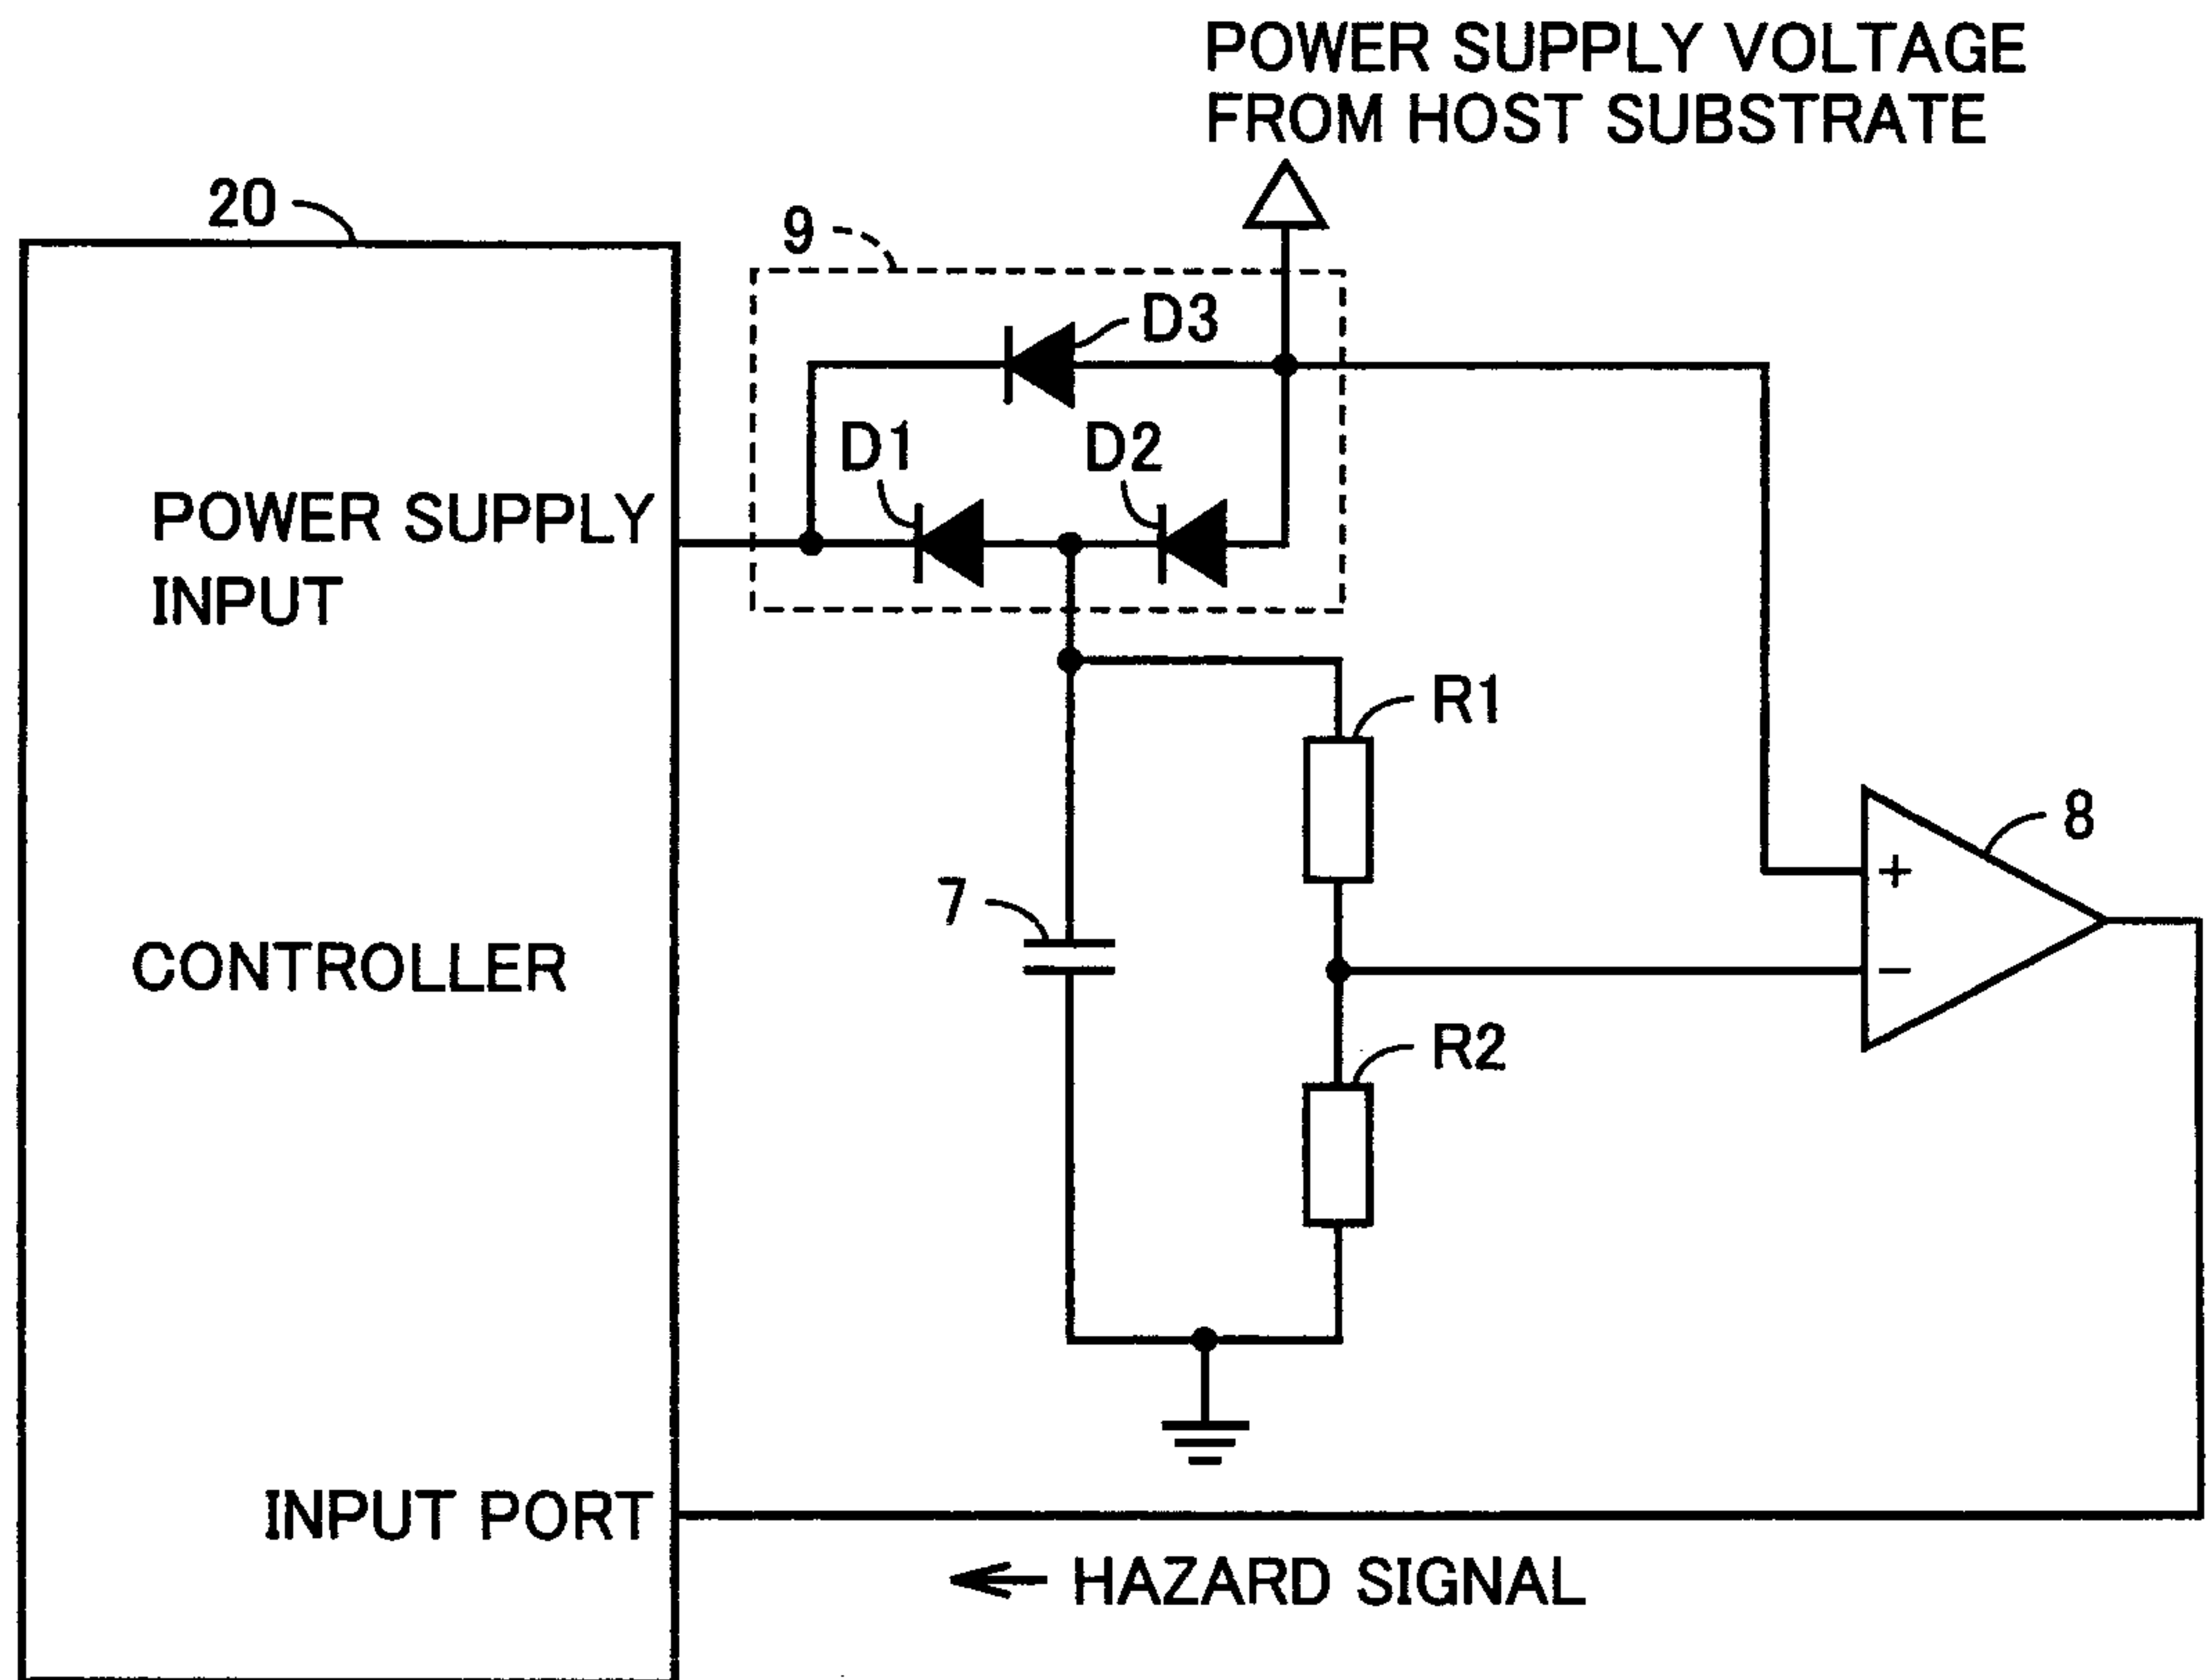 POWER SUPPLY VOLTAGE
FROM HOST SUBSTRATE
20
9
D3
D1
D2
POWER SUPPLY
INPUT
R1
8
7
+
CONTROLLER
−
R2
INPUT PORT
HAZARD SIGNAL